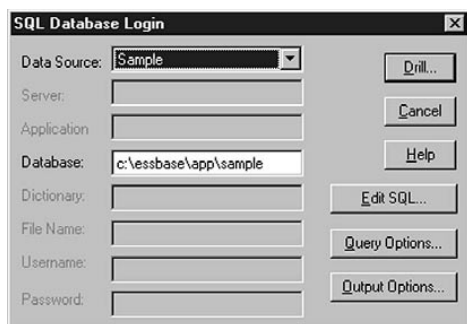 SQL Database Login
Data Source: Sample
Server:
Application
Database: c:\essbase\app\sample
Dictionary:
File Name:
Username:
Password:
Drill...
Cancel
Help
Edit SQL...
Query Options...
Output Options...